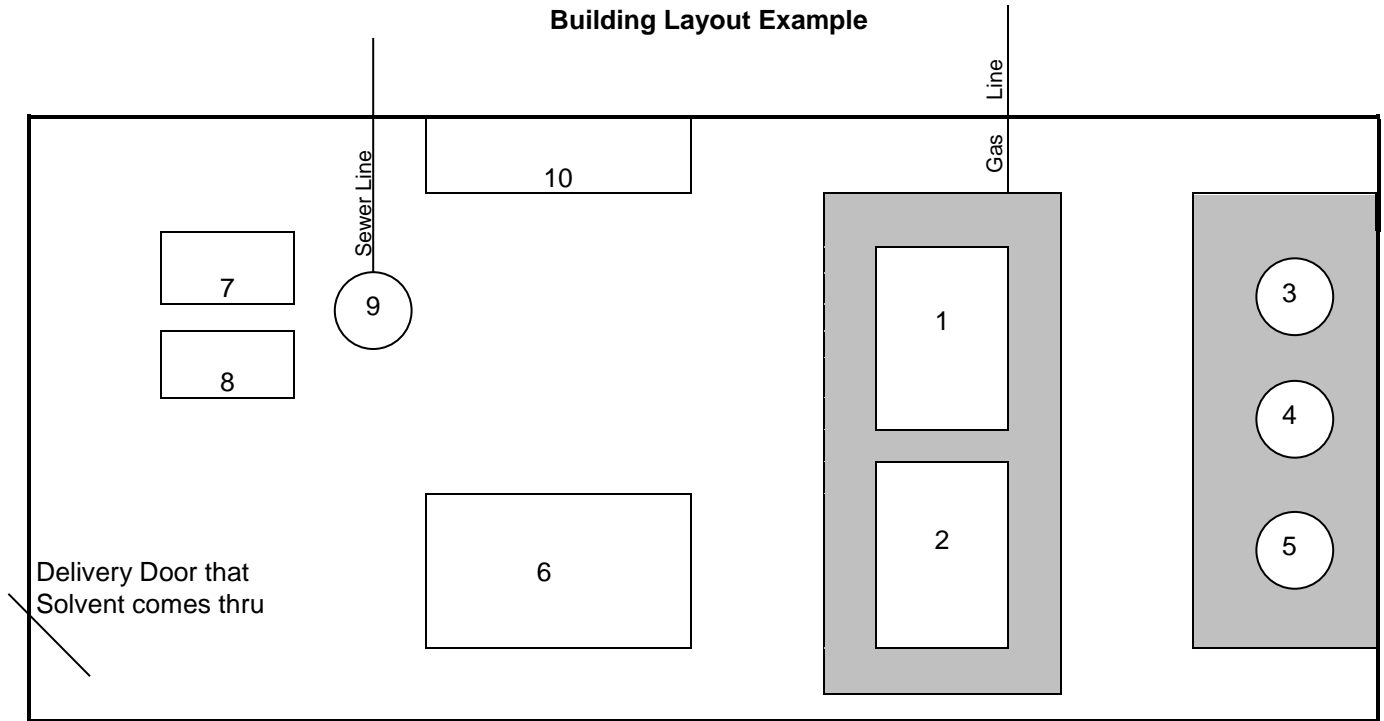 Building Layout Example
Gas Line
Sewer Line
10
7
9
8
1
3
4
2
5
6
Delivery Door that
Solvent comes thru